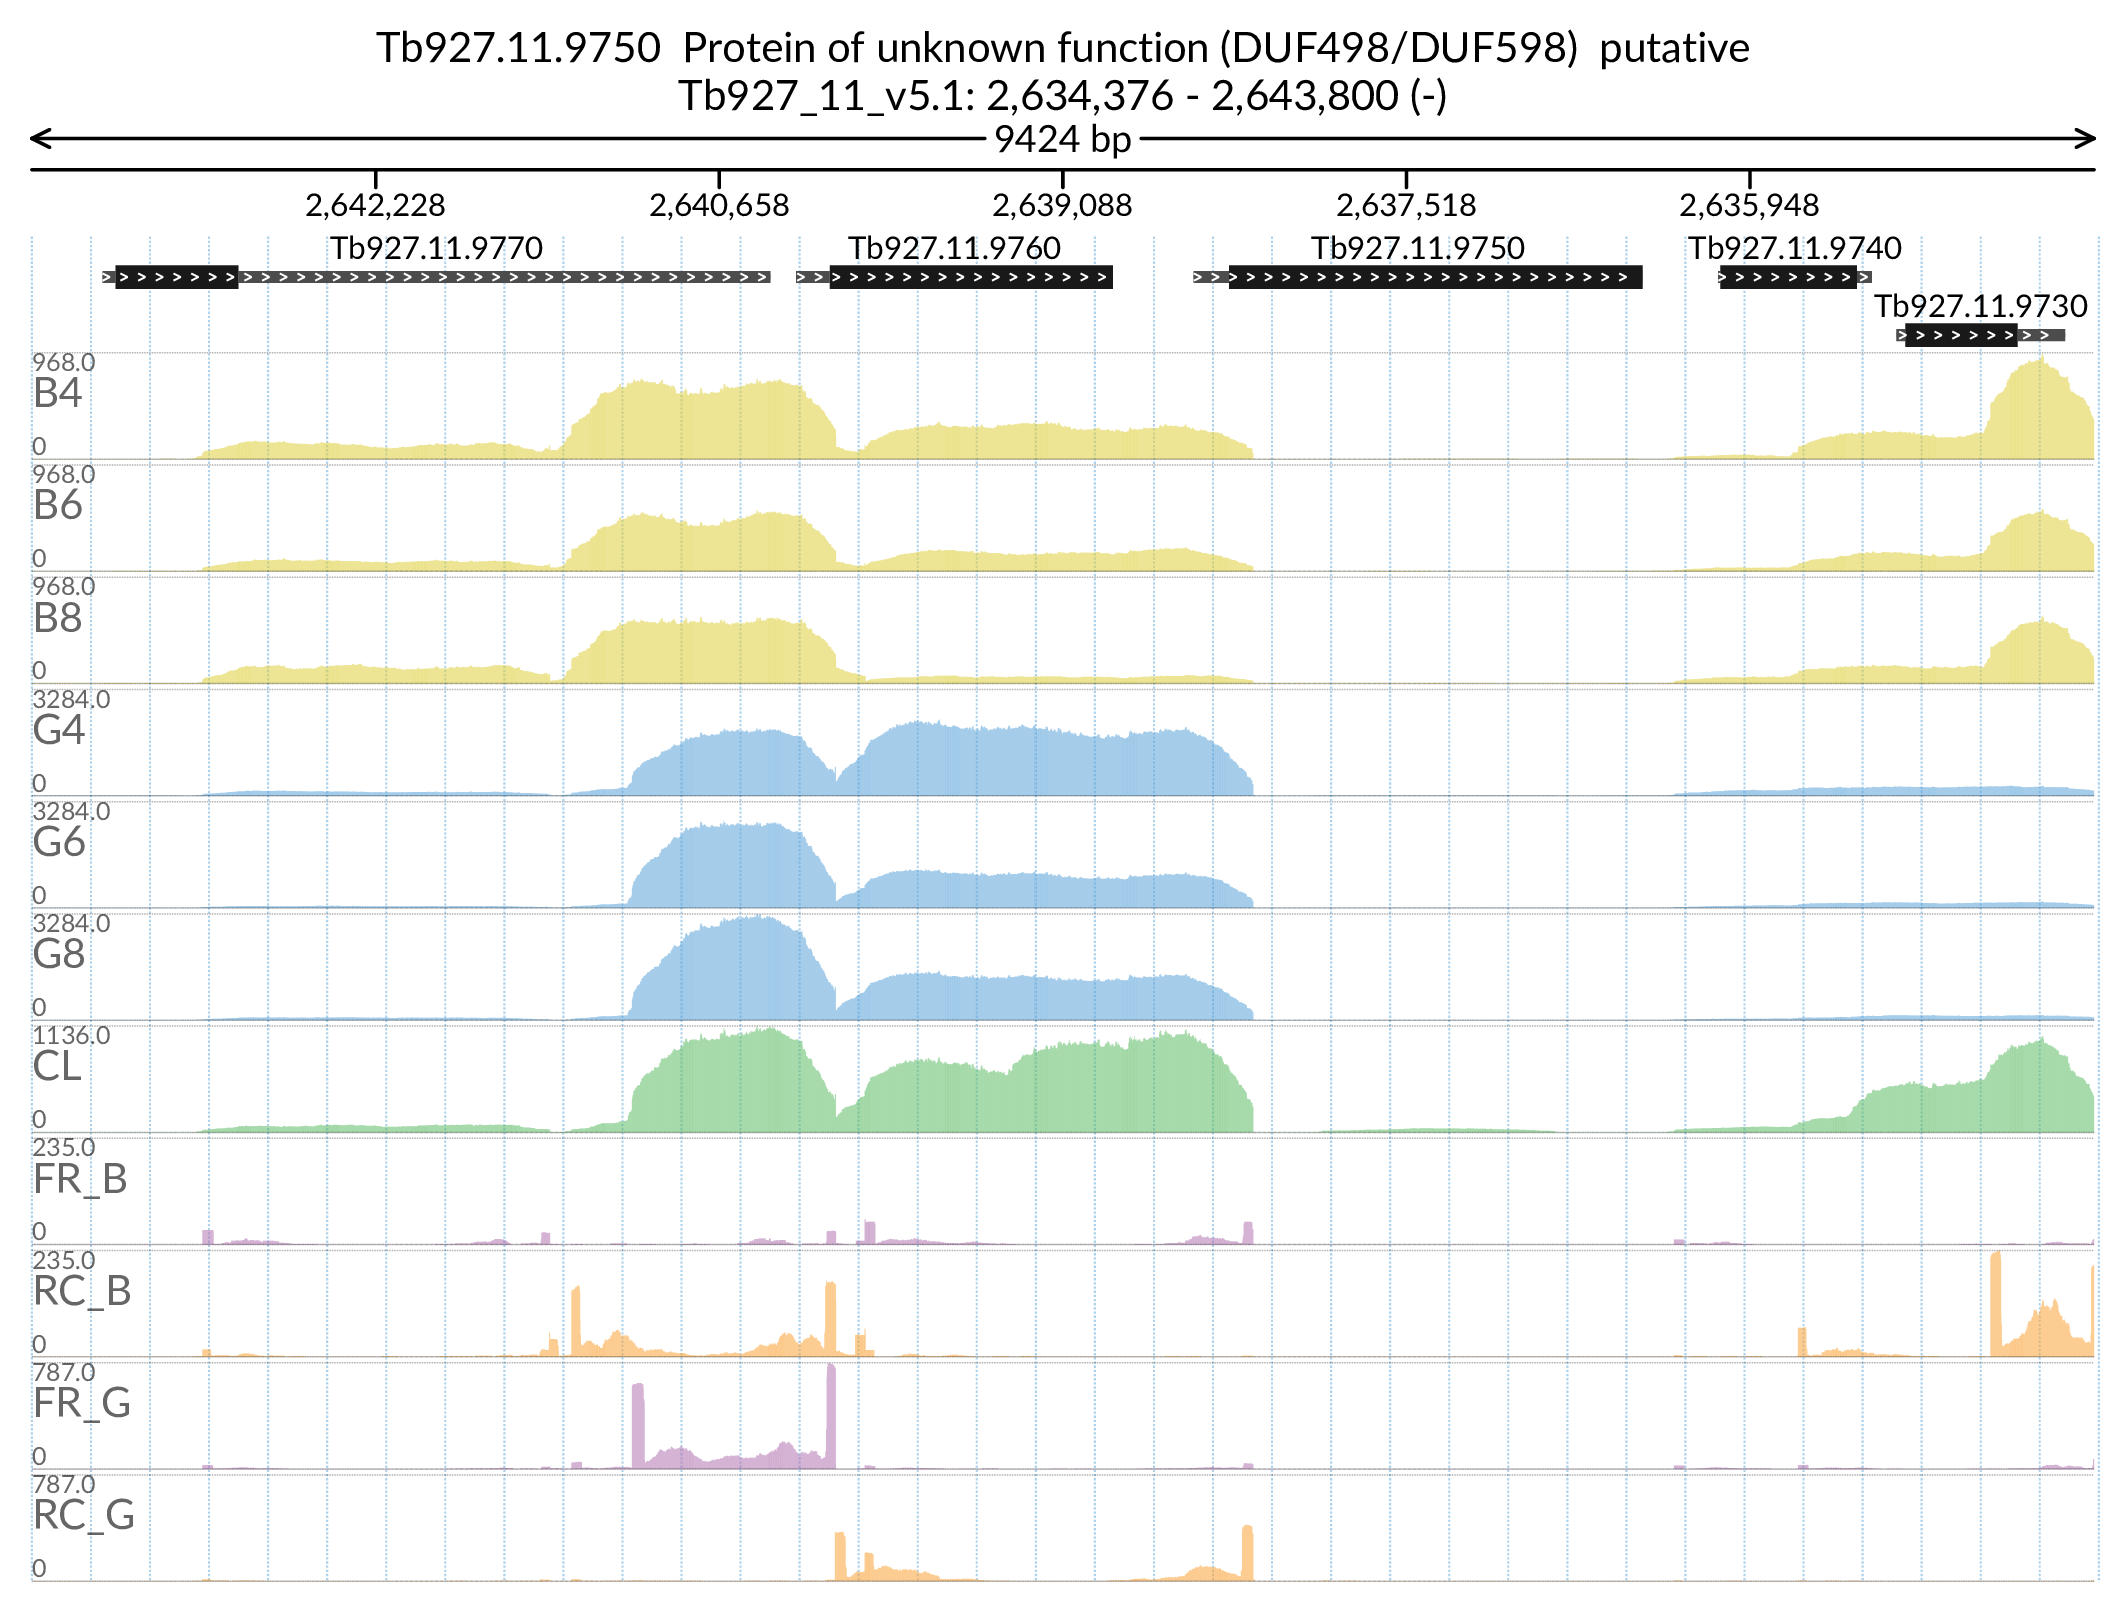 Tb927.11.9750 Protein of unknown function (DUF498/DUF598) putative
Tb927_11_v5.1: 2,634,376 - 2,643,800 (-)
9424 bp
2,642,228 2,640,658 2,639,088 2,637,518 2,635,948
Tb927.11.9770 Tb927.11.9760 Tb927.11.9750 Tb927.11.9740
Tb927.11.9730
968.0
B4
0
968.0
B6
0
968.0
B8
0
3284.0
G4
0
3284.0
G6
0
3284.0
G8
0
1136.0
CL
0
235.0
FR_B
0
235.0
RC_B
0
787.0
FR_G
0
787.0
RC_G
0